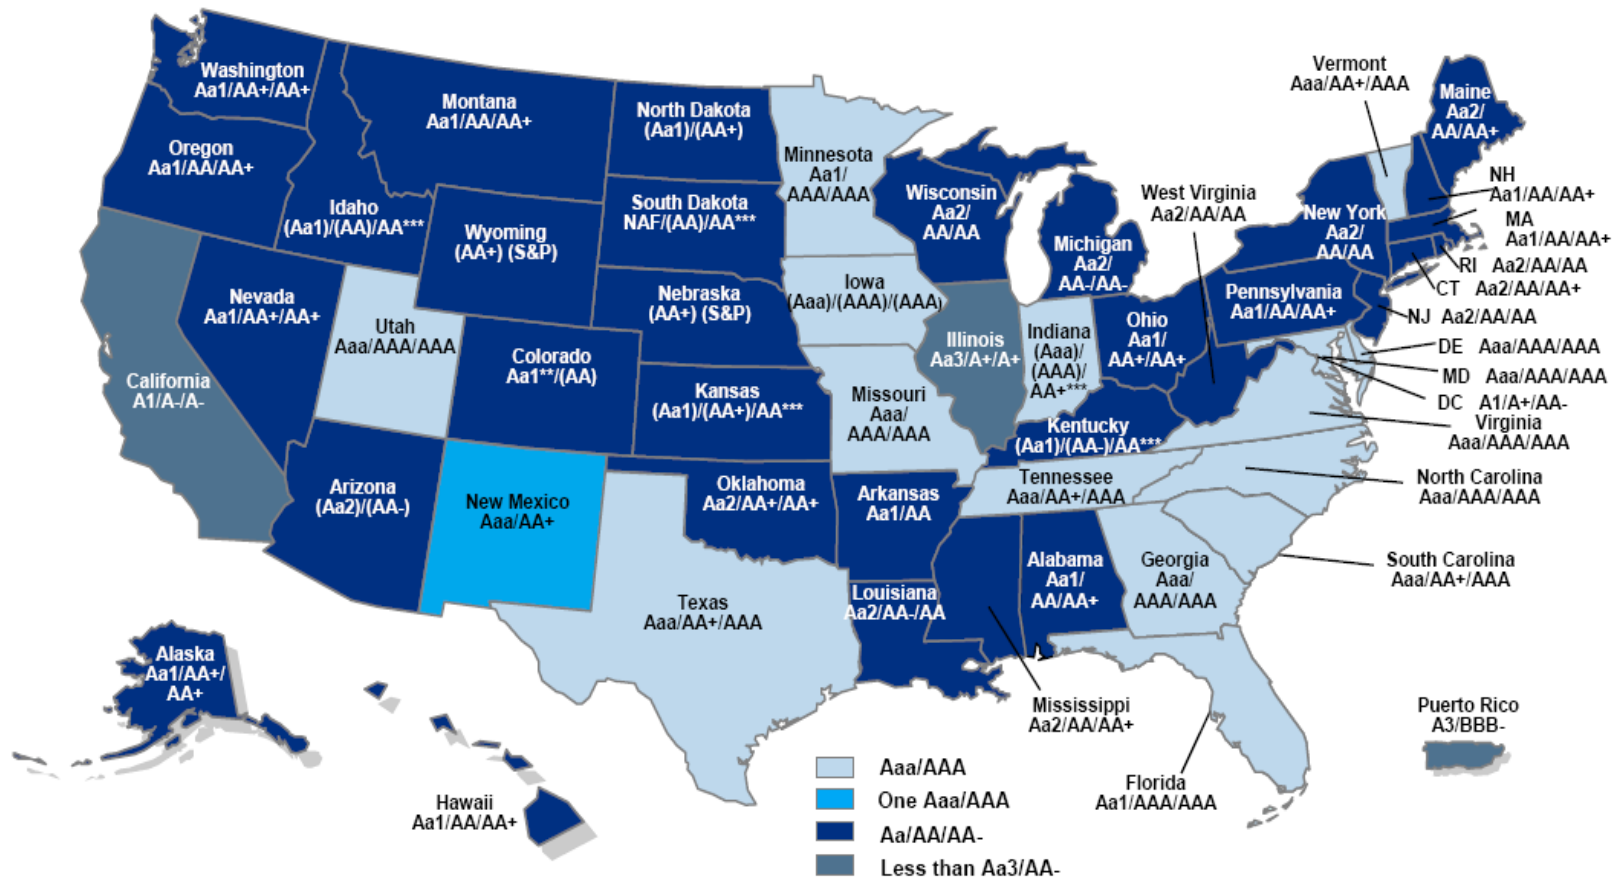 Washington
Aa1/AA+/AA+
Oregon
Aa1/AA/AA+
California
A1/A-/A-
Nevada
Aa1/AA+/AA+
Idaho
(Aa1)/(AA)/AA***
Montana
Aa1/AA/AA+
Wyoming
(AA+) (S&P)
Utah
Aaa/AAA/AAA
Arizona
(Aa2)/(AA-)
Colorado
Aa1**/(AA)
New Mexico
Aaa/AA+
North Dakota
(Aa1)/(AA+)
South Dakota
NAF/(AA)/AA***
Nebraska
(AA+) (S&P)
Kansas
(Aa1)/(AA+)/AA***
Oklahoma
Aa2/AA+/AA+
Texas
Aaa/AA+/AAA
Minnesota
Aa1/
AAA/AAA
Iowa
(Aaa)/(AAA)/(AAA)
Missouri
Aaa/
AAA/AAA
Arkansas
Aa1/AA
Louisiana
Aa2/AA-/AA
Wisconsin
Aa2/
AA/AA
Illinois
Aa3/A+/A+
Michigan
Aa2/
AA-/AA-
Indiana
(Aaa)/
(AAA)/
AA+***
Ohio
Aa1/
AA+/AA+
Kentucky
(Aa1)/(AA-)/AA***
Tennessee
Aaa/AA+/AAA
Mississippi
Aa2/AA/AA+
Alabama
Aa1/
AA/AA+
Georgia
Aaa/
AAA/AAA
Florida
Aa1/AAA/AAA
South Carolina
Aaa/AA+/AAA
North Carolina
Aaa/AAA/AAA
Virginia
Aaa/AAA/AAA
West Virginia
Aa2/AA/AA
DC A1/A+/AA-
MD Aaa/AAA/AAA
DE Aaa/AAA/AAA
NJ Aa2/AA/AA
Pennsylvania
Aa1/AA/AA+
New York
Aa2/
AA/AA
CT Aa2/AA/AA+
RI Aa2/AA/AA
MA
Aa1/AA/AA+
NH
Aa1/AA/AA+
Vermont
Aaa/AA+/AAA
Maine
Aa2/
AA/AA+
Alaska
Aa1/AA+/
AA+
Hawaii
Aa1/AA/AA+
Puerto Rico
A3/BBB-
Aaa/AAA
One Aaa/AAA
Aa/AA/AA-
Less than Aa3/AA-